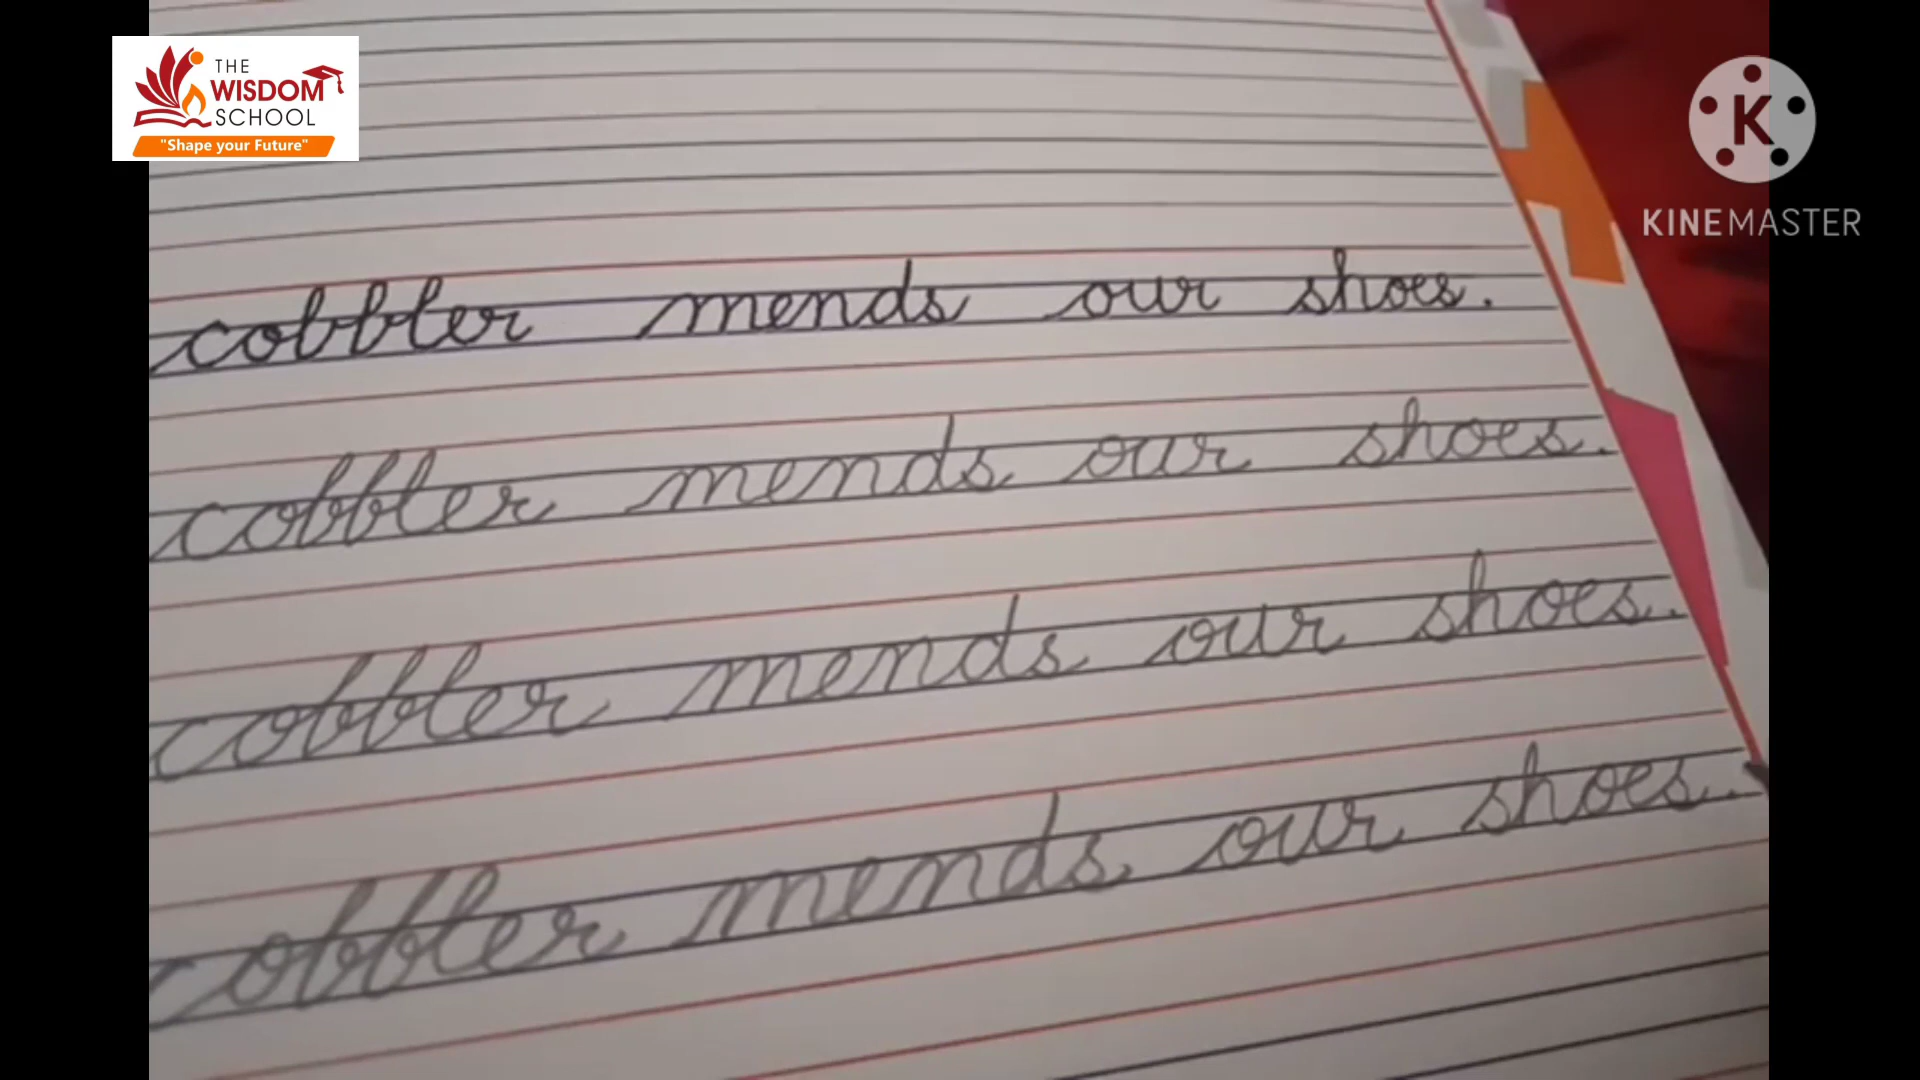 THE
WISDOM
SCHOOL
"Shape your Future"
K
KINEMASTER
cobbler mends our shoes.
cobbler mends our shoes.
cobbler mends our shoes.
cobbler mends our shoes.